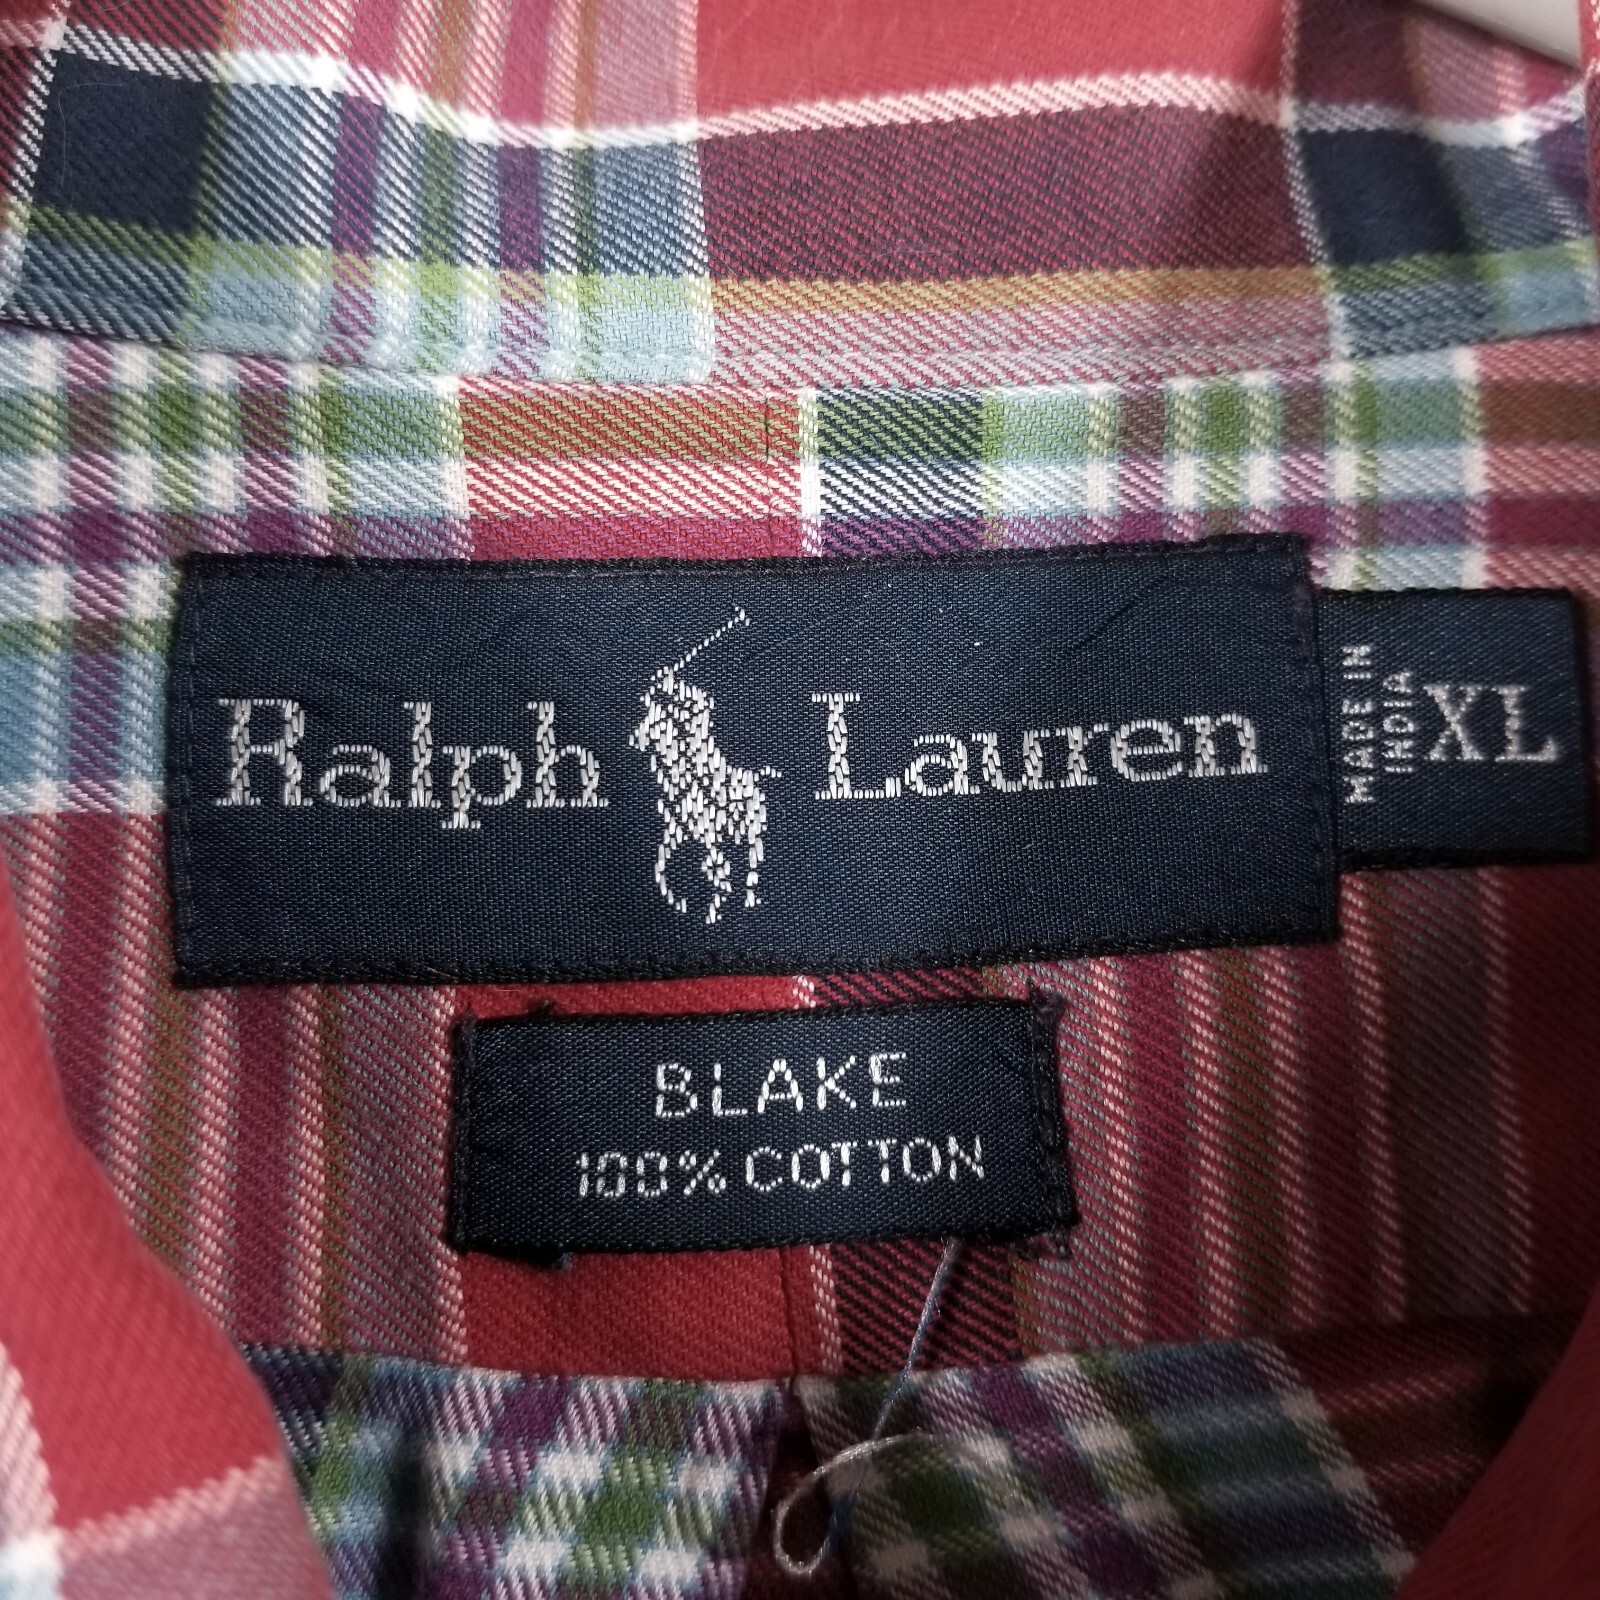 Ralph Lauren
MADE IN
INDIA
XL
BLAKE
100% COTTON